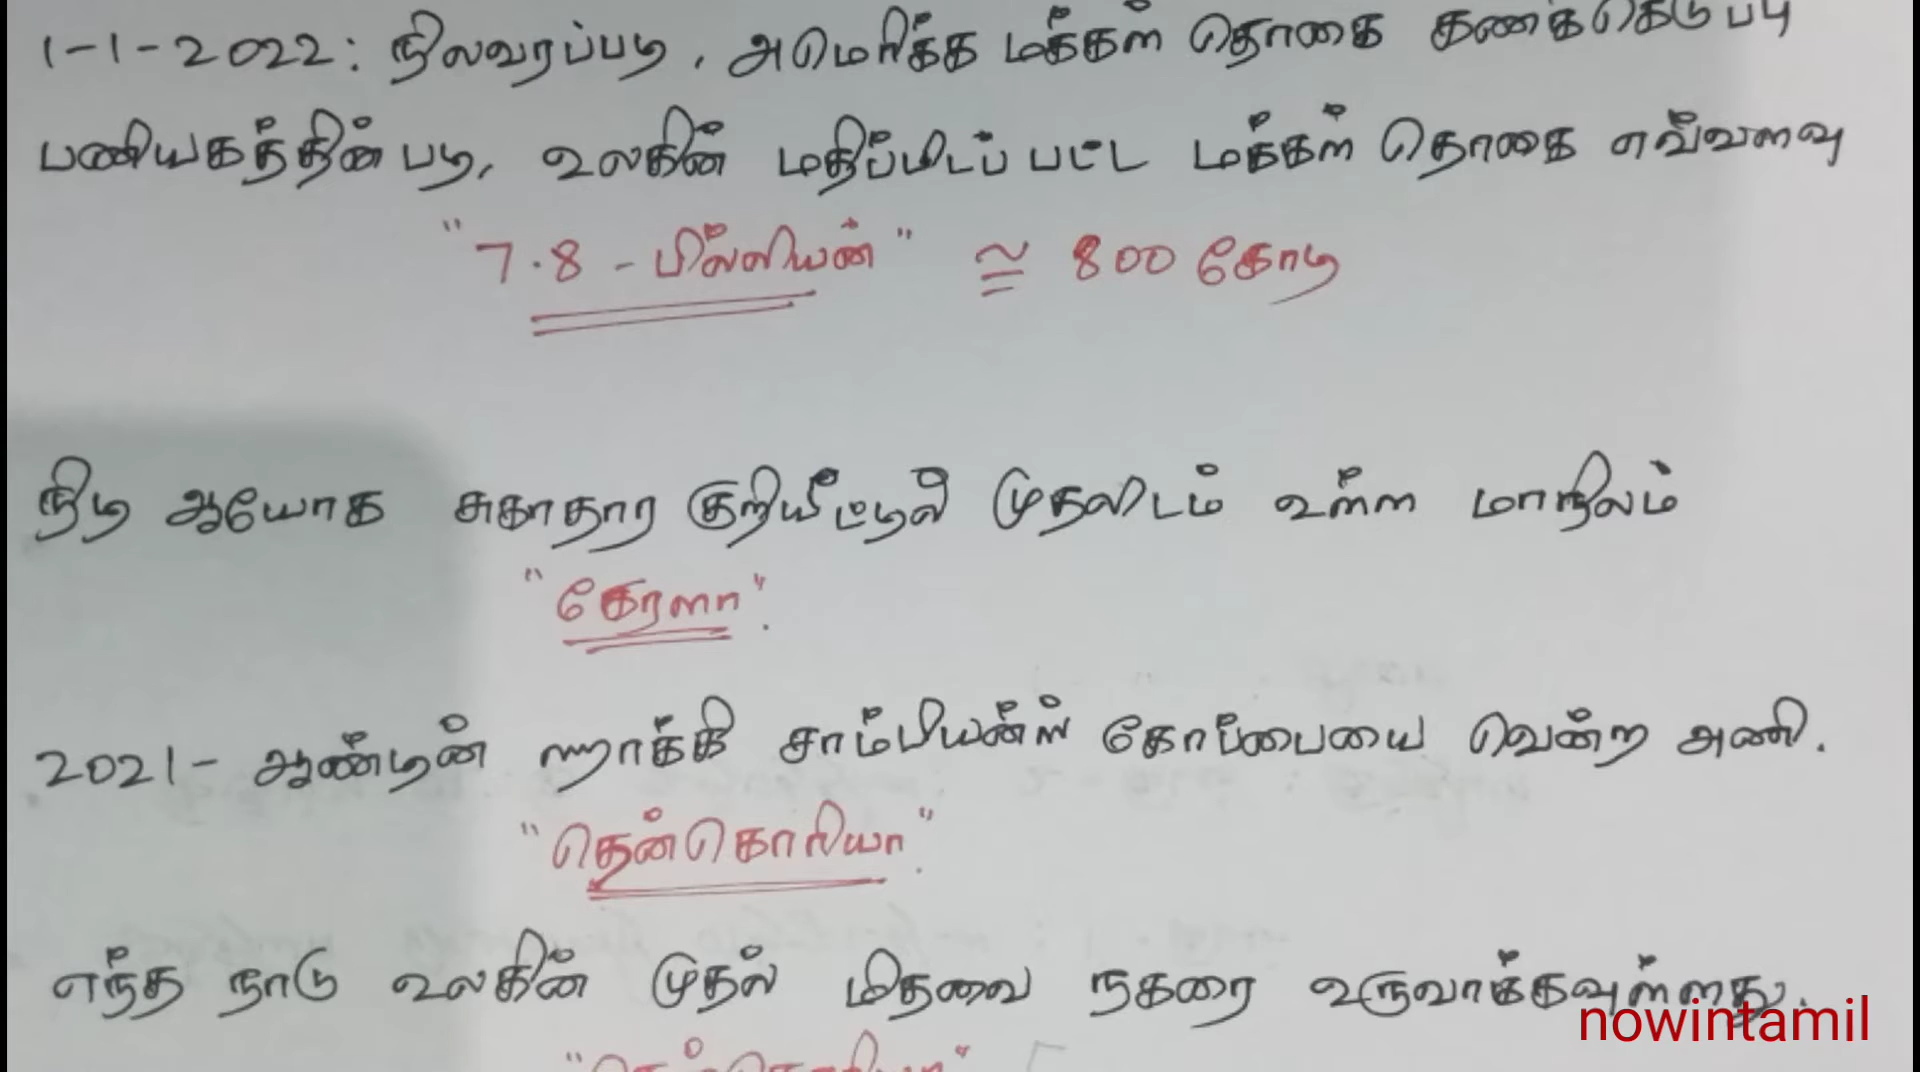 1-1-2022: நிலவரப்படி, அமெரிக்க மக்கள் தொகை கணக்கெடுப்பு
பணியகத்தின்படி, உலகின் மதிப்பிடப்பட்ட மக்கள் தொகை எவ்வளவு
"7.8 - பில்லியன்" ≅ 800 கோடி
நிடி ஆயோக சுகாதார குறியீட்டில் முதலிடம் உள்ள மாநிலம்
"கேரளா".
2021- ஆண்டின் ஹாக்கி சாம்பியன்ஸ் கோப்பையை வென்ற அணி.
"தென்கொரியா".
எந்த நாடு உலகின் முதல் மிதவை நகரை உருவாக்கவுள்ளது.
nowintamil